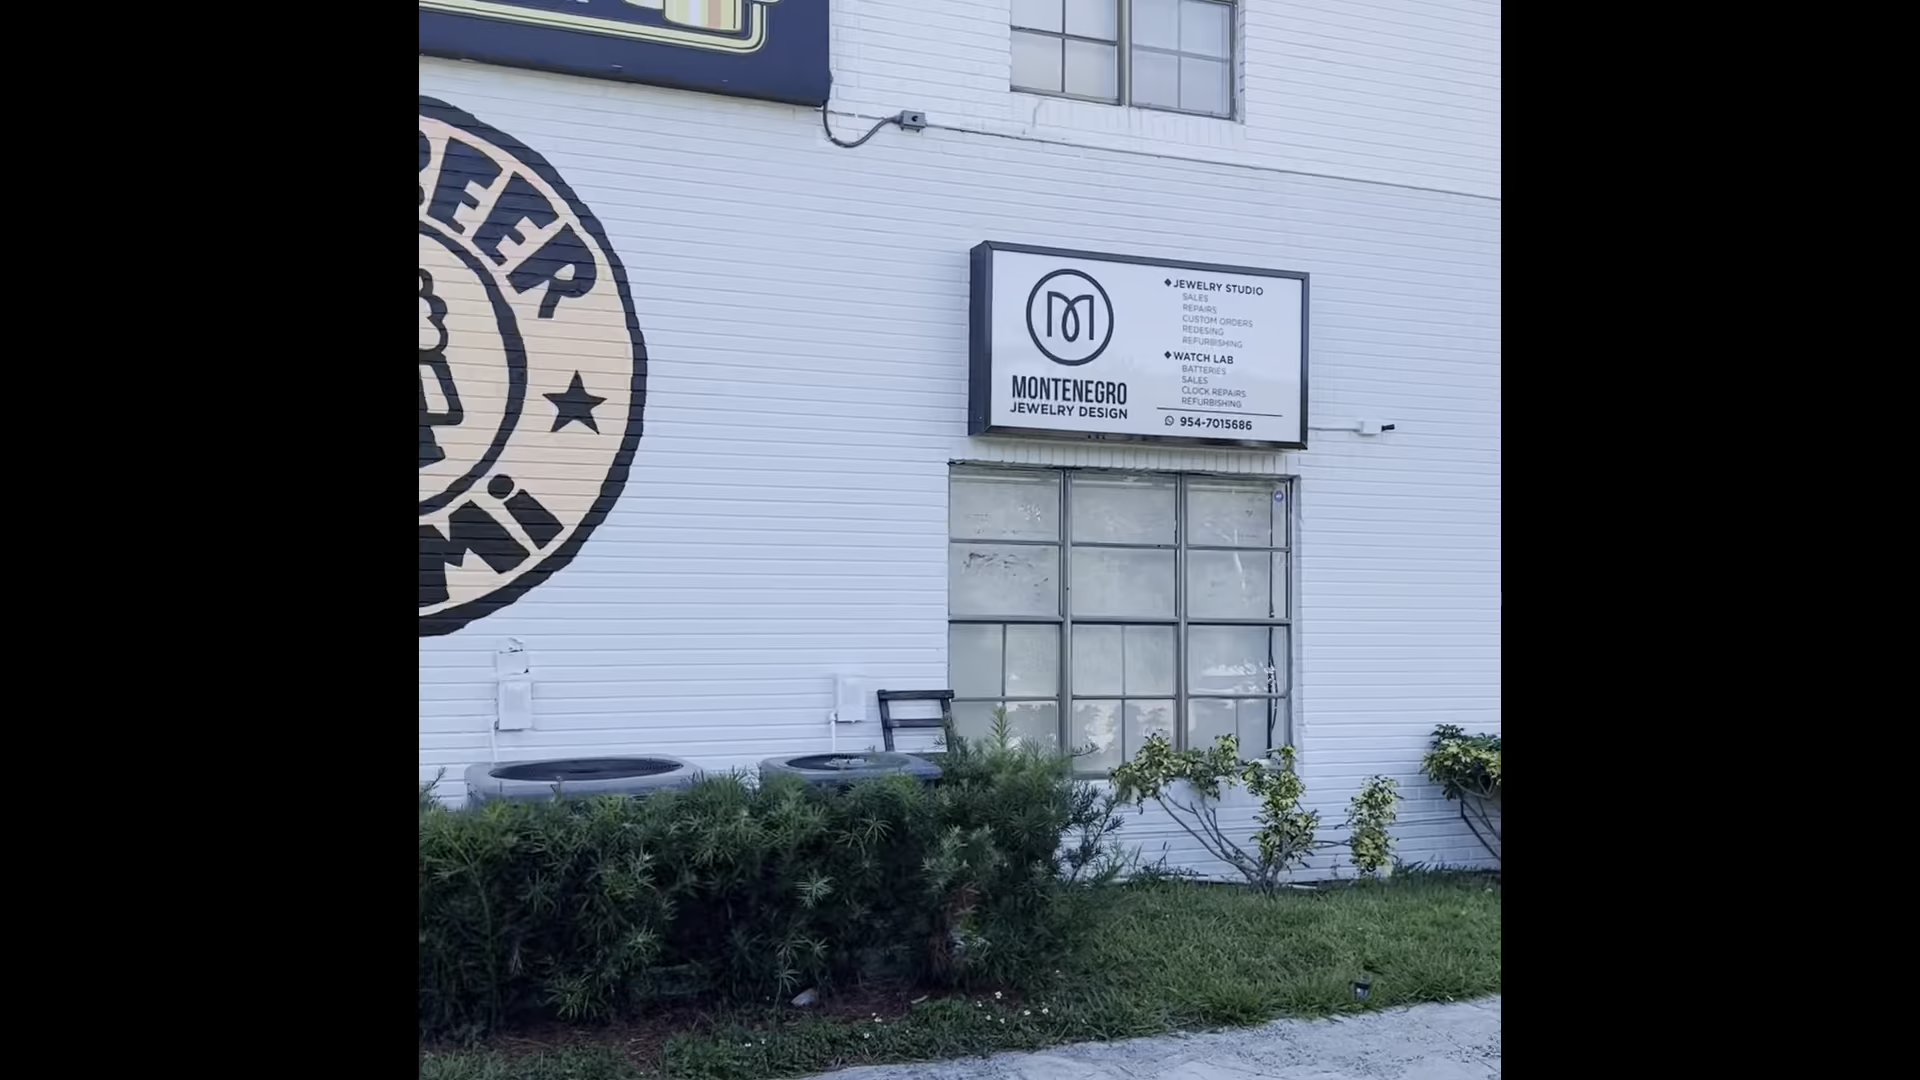 BEER
Mi
M
MONTENEGRO
JEWELRY DESIGN
◆ JEWELRY STUDIO
SALES
REPAIRS
CUSTOM ORDERS
REDESING
REFURBISHING
◆ WATCH LAB
BATTERIES
SALES
CLOCK REPAIRS
REFURBISHING
954-7015686